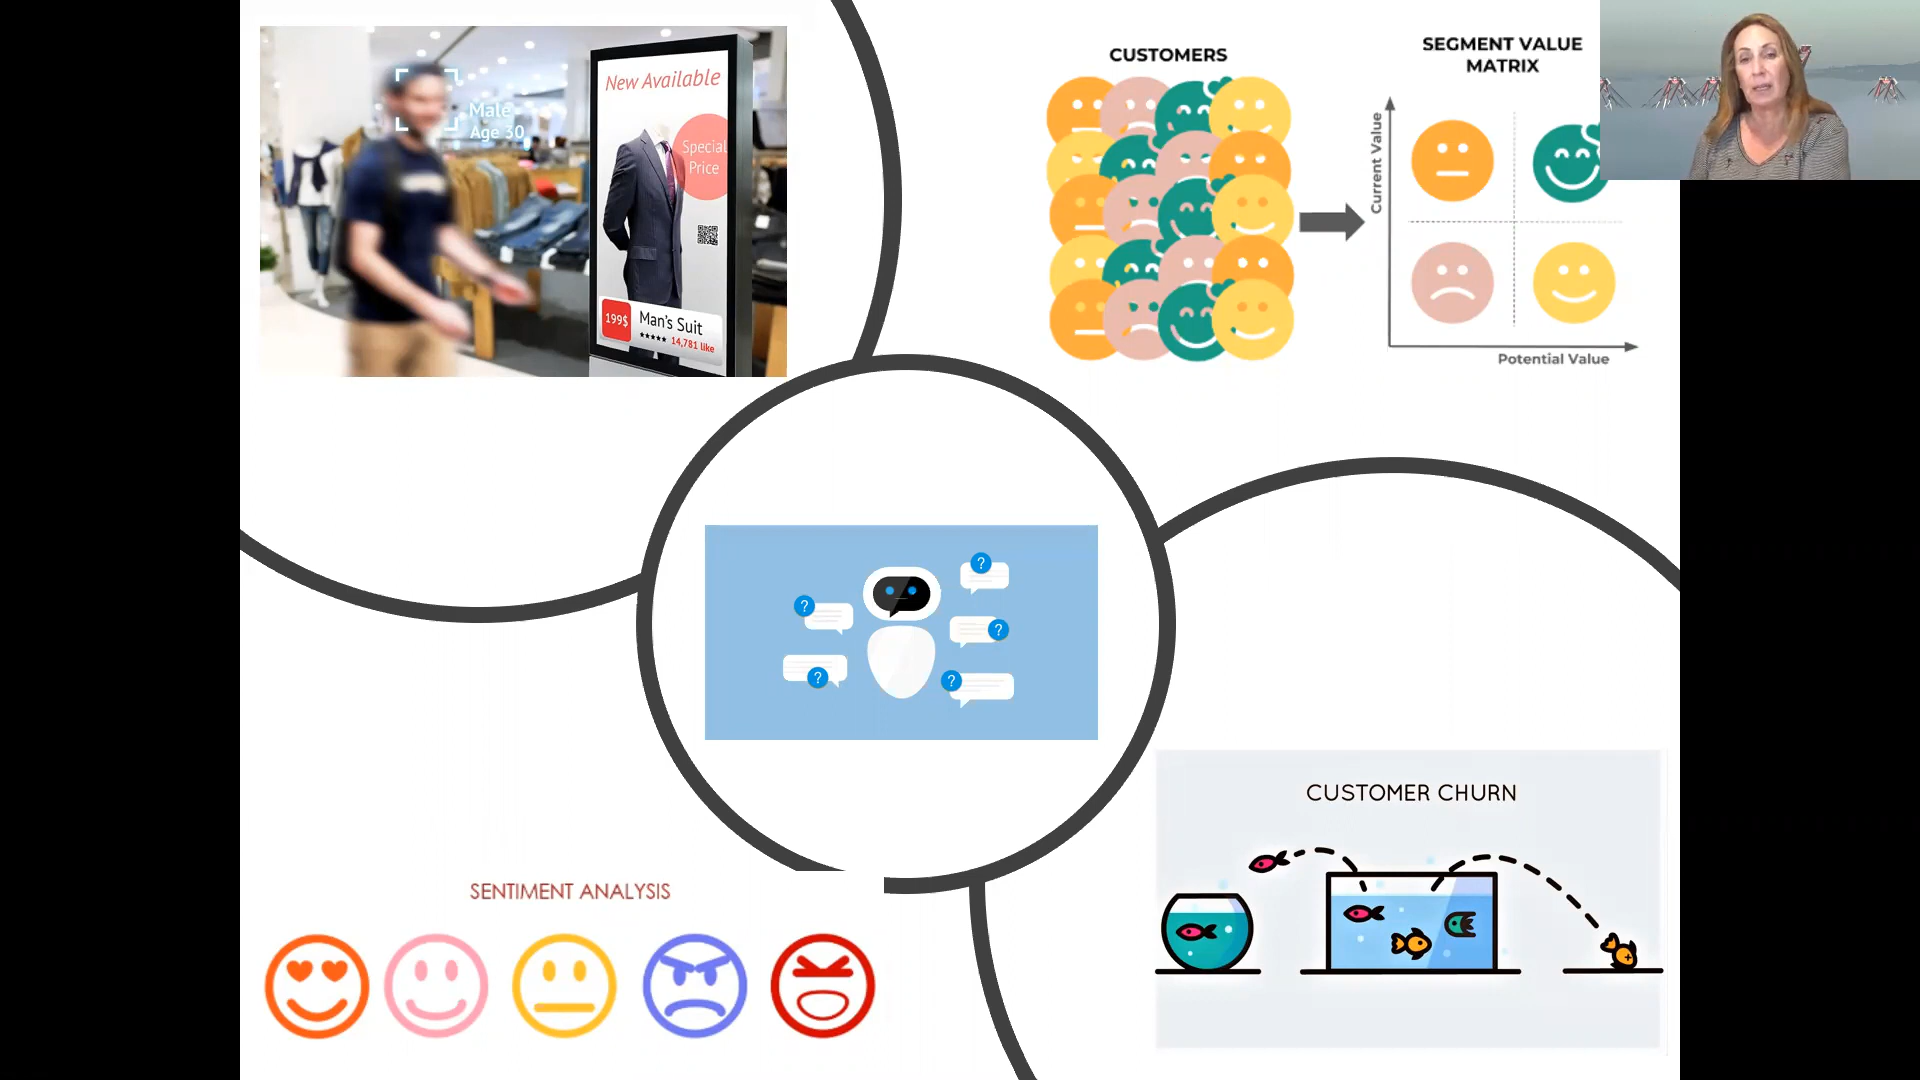 Male
Age 30
New Available
Special
Price
199$
Man's Suit
14,781 like
CUSTOMERS
SEGMENT VALUE
MATRIX
Current Value
Potential Value
?
?
?
?
?
SENTIMENT ANALYSIS
CUSTOMER CHURN